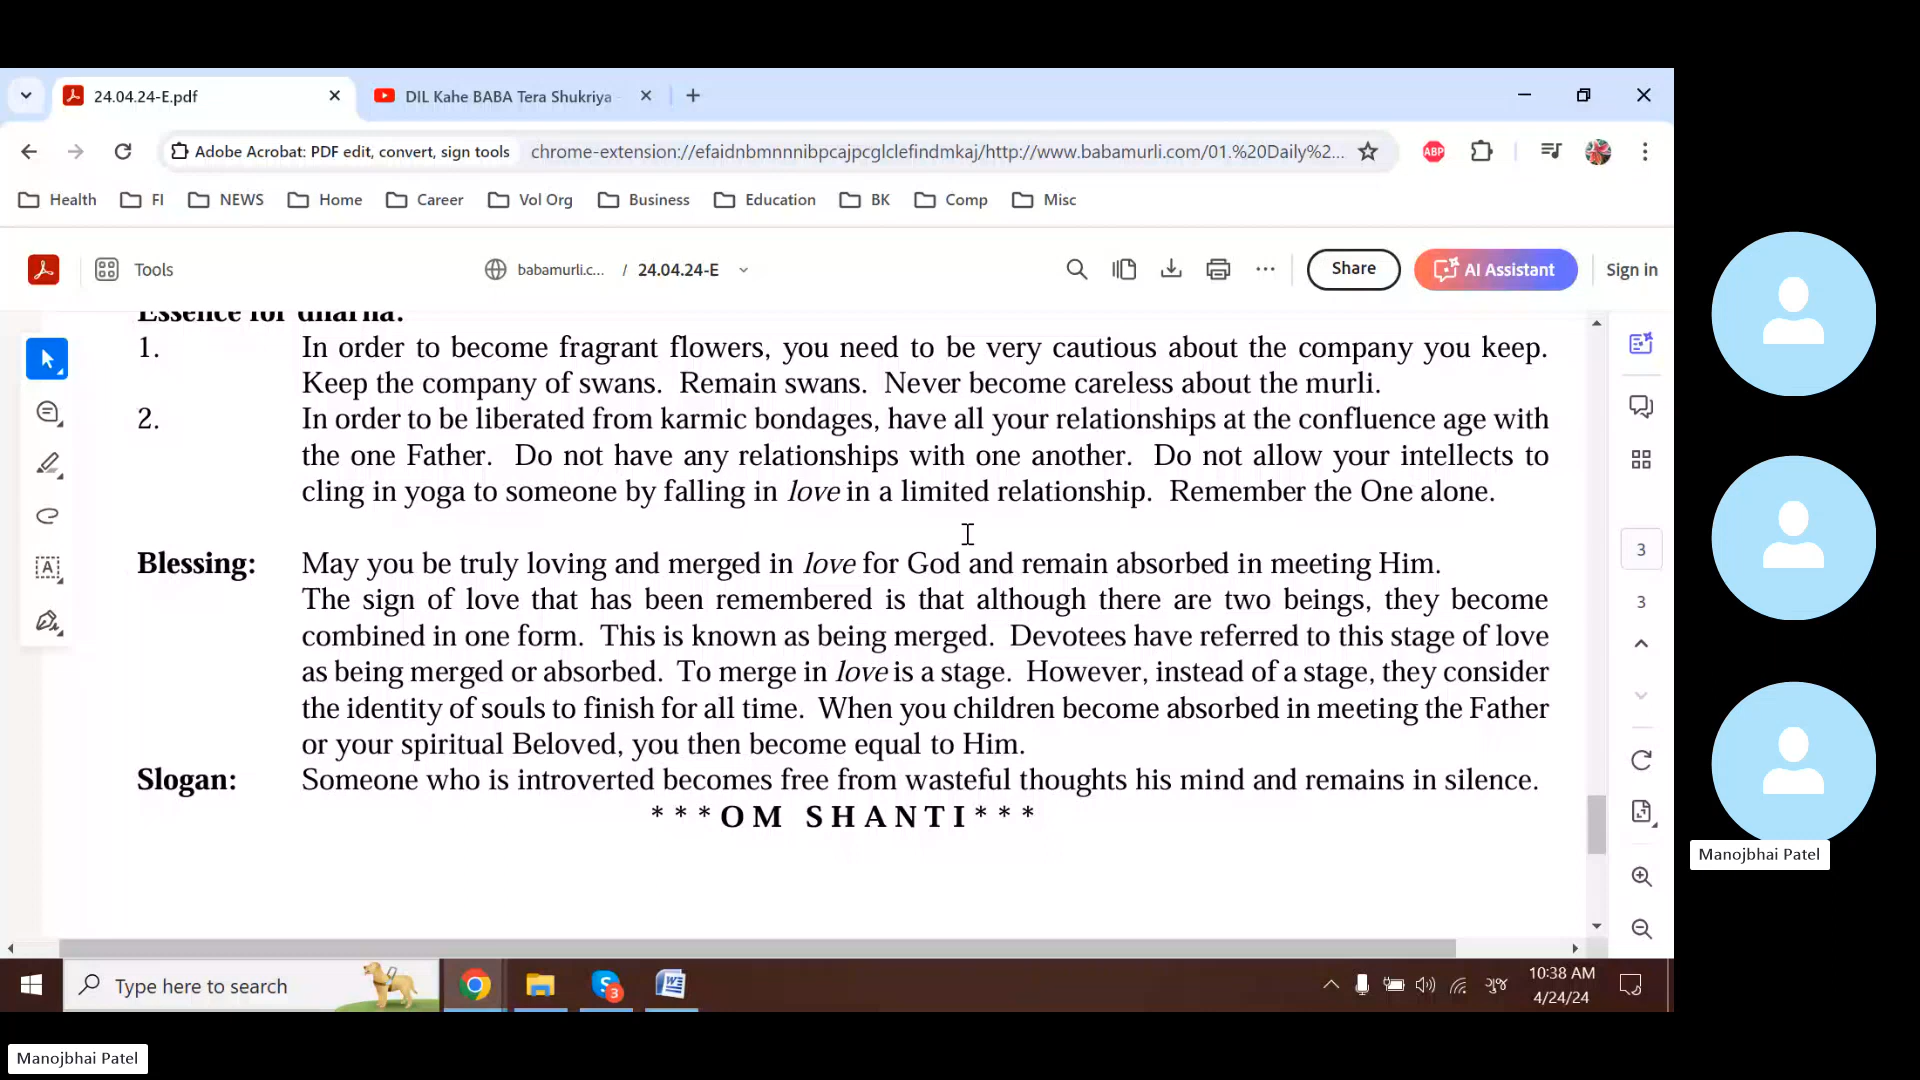 24.04.24-E.pdf
DIL Kahe BABA Tera Shukriya
Adobe Acrobat: PDF edit, convert, sign tools
chrome-extension://efaidnbmnnnibpcajpcglclefindmkaj/http://www.babamurli.com/01.%20Daily%2...
ABP
Health FI NEWS Home Career Vol Org Business Education BK Comp Misc
Tools
babamurli.c... / 24.04.24-E
Share
AI Assistant
Sign in
Essence for dharna:
1. In order to become fragrant flowers, you need to be very cautious about the company you keep.
Keep the company of swans. Remain swans. Never become careless about the murli.
2. In order to be liberated from karmic bondages, have all your relationships at the confluence age with
the one Father. Do not have any relationships with one another. Do not allow your intellects to
cling in yoga to someone by falling in love in a limited relationship. Remember the One alone.
Blessing: May you be truly loving and merged in love for God and remain absorbed in meeting Him.
The sign of love that has been remembered is that although there are two beings, they become
combined in one form. This is known as being merged. Devotees have referred to this stage of love
as being merged or absorbed. To merge in love is a stage. However, instead of a stage, they consider
the identity of souls to finish for all time. When you children become absorbed in meeting the Father
or your spiritual Beloved, you then become equal to Him.
Slogan: Someone who is introverted becomes free from wasteful thoughts his mind and remains in silence.
***OM SHANTI***
3
3
Type here to search
3
ગુજ
10:38 AM
4/24/24
Manojbhai Patel
Manojbhai Patel